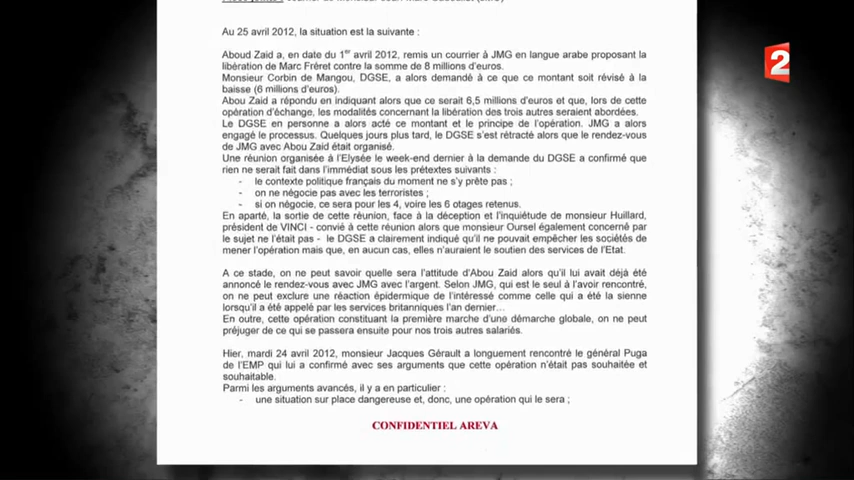 Au 25 avril 2012, la situation est la suivante :
Aboud Zaid a, en date du 1er avril 2012, remis un courrier à JMG en langue arabe proposant la
libération de Marc Fréret contre la somme de 8 millions d'euros.
Monsieur Corbin de Mangou, DGSE, a alors demandé à ce que ce montant soit révisé à la
baisse (6 millions d'euros).
Abou Zaid a répondu en indiquant alors que ce serait 6,5 millions d'euros et que, lors de cette
opération d'échange, les modalités concernant la libération des trois autres seraient abordées.
Le DGSE en personne a alors acté ce montant et le principe de l'opération. JMG a alors
engagé le processus. Quelques jours plus tard, le DGSE s'est rétracté alors que le rendez-vous
de JMG avec Abou Zaid était organisé.
Une réunion organisée à l'Elysée le week-end dernier à la demande du DGSE a confirmé que
rien ne serait fait dans l'immédiat sous les prétextes suivants :
- le contexte politique français du moment ne s'y prête pas ;
- on ne négocie pas avec les terroristes ;
- si on négocie, ce sera pour les 4, voire les 6 otages retenus.
En aparté, la sortie de cette réunion, face à la déception et l'inquiétude de monsieur Huillard,
président de VINCI - convié à cette réunion alors que monsieur Oursel également concerné par
le sujet ne l'était pas - le DGSE a clairement indiqué qu'il ne pouvait empêcher les sociétés de
mener l'opération mais que, en aucun cas, elles n'auraient le soutien des services de l'Etat.
A ce stade, on ne peut savoir quelle sera l'attitude d'Abou Zaid alors qu'il lui avait déjà été
annoncé le rendez-vous avec JMG avec l'argent. Selon JMG, qui est le seul à l'avoir rencontré,
on ne peut exclure une réaction épidermique de l'intéressé comme celle qui a été la sienne
lorsqu'il a été appelé par les services britanniques l'an dernier...
En outre, cette opération constituant la première marche d'une démarche globale, on ne peut
préjuger de ce qui se passera ensuite pour nos trois autres salariés.
Hier, mardi 24 avril 2012, monsieur Jacques Gérault a longuement rencontré le général Puga
de l'EMP qui lui a confirmé avec ses arguments que cette opération n'était pas souhaitée et
souhaitable.
Parmi les arguments avancés, il y a en particulier :
- une situation sur place dangereuse et, donc, une opération qui le sera ;
CONFIDENTIEL AREVA
2